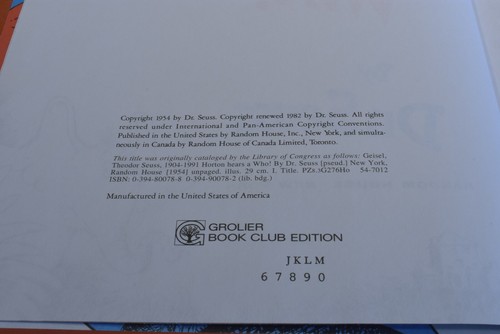 Copyright 1954 by Dr. Seuss. Copyright renewed 1982 by Dr. Seuss. All rights
reserved under International and Pan-American Copyright Conventions.
Published in the United States by Random House, Inc., New York, and simulta-
neously in Canada by Random House of Canada Limited, Toronto.
This title was originally cataloged by the Library of Congress as follows: Geisel,
Theodor Seuss, 1904-1991 Horton hears a Who! By Dr. Seuss [pseud.] New York,
Random House [1954] unpaged. illus. 29 cm. I. Title. PZ8.3G276Ho 54-7012
ISBN: 0-394-80078-8 0-394-90078-2 (lib. bdg.)
Manufactured in the United States of America
GROLIER
BOOK CLUB EDITION
J K L M
6 7 8 9 0